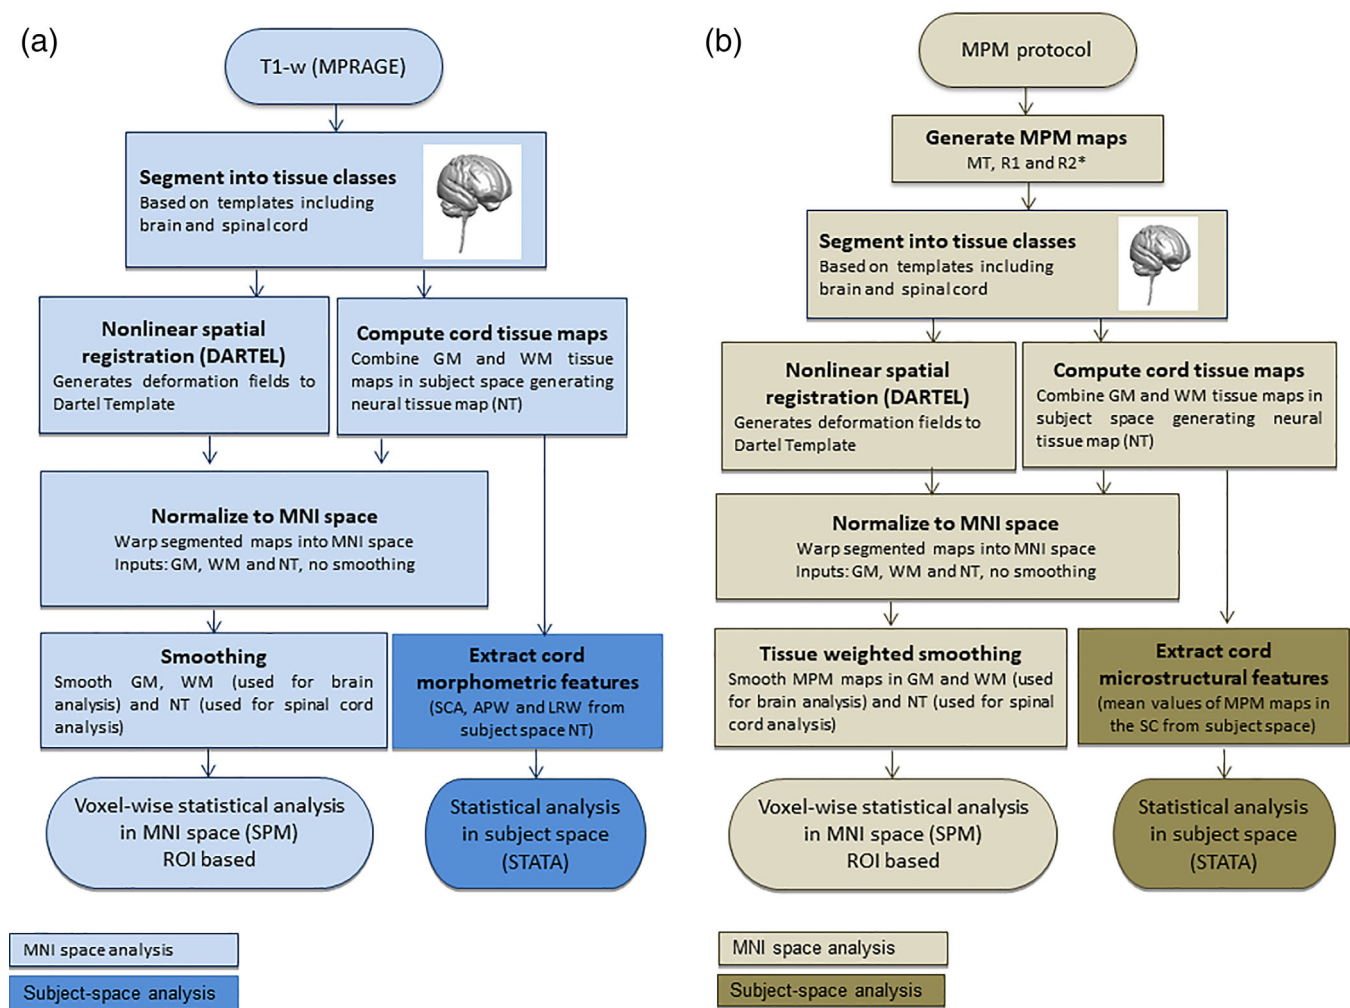 (a)
T1-w (MPRAGE)
Segment into tissue classes
Based on templates including
brain and spinal cord
Nonlinear spatial
registration (DARTEL)
Generates deformation fields to
Dartel Template
Compute cord tissue maps
Combine GM and WM tissue
maps in subject space generating
neural tissue map (NT)
Normalize to MNI space
Warp segmented maps into MNI space
Inputs: GM, WM and NT, no smoothing
Smoothing
Smooth GM, WM (used for brain
analysis) and NT (used for spinal cord
analysis)
Extract cord
morphometric features
(SCA, APW and LRW from
subject space NT)
Voxel-wise statistical analysis
in MNI space (SPM)
ROI based
Statistical analysis
in subject space
(STATA)
MNI space analysis
Subject-space analysis
(b)
MPM protocol
Generate MPM maps
MT, R1 and R2*
Segment into tissue classes
Based on templates including
brain and spinal cord
Nonlinear spatial
registration (DARTEL)
Generates deformation fields to
Dartel Template
Compute cord tissue maps
Combine GM and WM tissue maps in
subject space generating neural
tissue map (NT)
Normalize to MNI space
Warp segmented maps into MNI space
Inputs: GM, WM and NT, no smoothing
Tissue weighted smoothing
Smooth MPM maps in GM and WM (used
for brain analysis) and NT (used for spinal
cord analysis)
Extract cord
microstructural features
(mean values of MPM maps in
the SC from subject space)
Voxel-wise statistical analysis
in MNI space (SPM)
ROI based
Statistical analysis
in subject space
(STATA)
MNI space analysis
Subject-space analysis